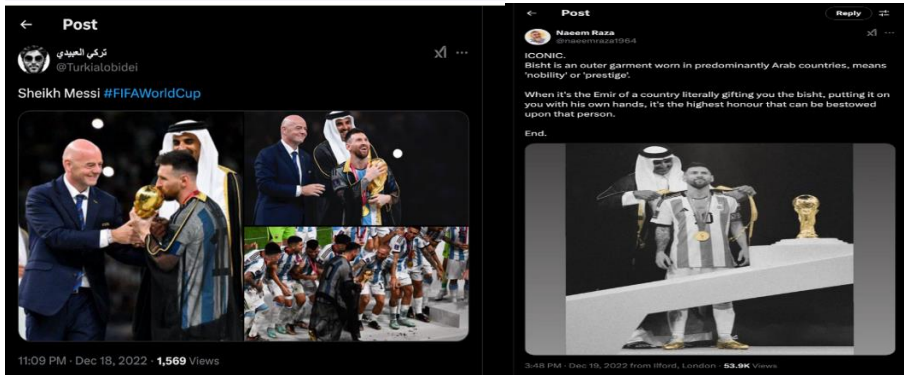 ← Post
تركي العبيدي
@Turkialobidei
Sheikh Messi #FIFAWorldCup
11:09 PM · Dec 18, 2022 · 1,569 Views
← Post
Reply
Naeem Raza
@naeemraza1964
ICONIC.
Bisht is an outer garment worn in predominantly Arab countries, means
'nobility' or 'prestige'.
When it's the Emir of a country literally gifting you the bisht, putting it on
you with his own hands, it's the highest honour that can be bestowed
upon that person.
End.
10
3:48 PM · Dec 19, 2022 from Ilford, London · 53.9K Views